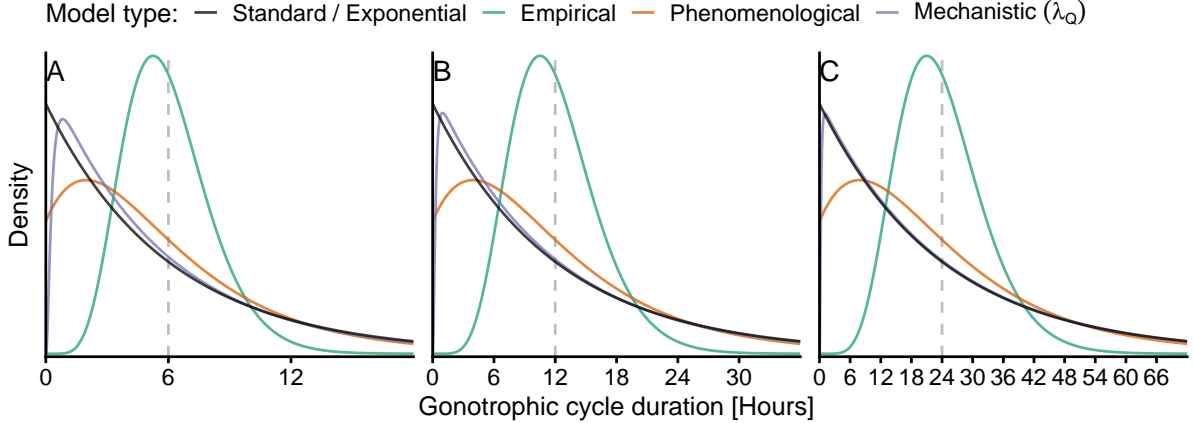 Model type: Standard / Exponential Empirical Phenomenological Mechanistic (λQ)
A B C
Density
0 6 12 0 6 12 18 24 30 0 6 12 18 24 30 36 42 48 54 60 66
Gonotrophic cycle duration [Hours]